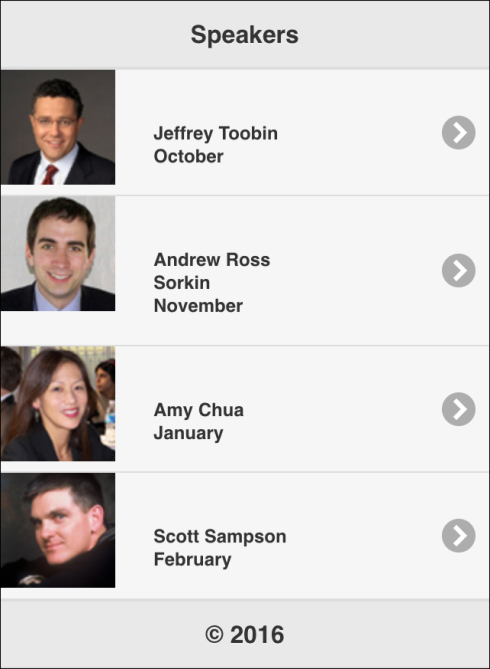 Speakers
Jeffrey Toobin
October
Andrew Ross
Sorkin
November
Amy Chua
January
Scott Sampson
February
© 2016